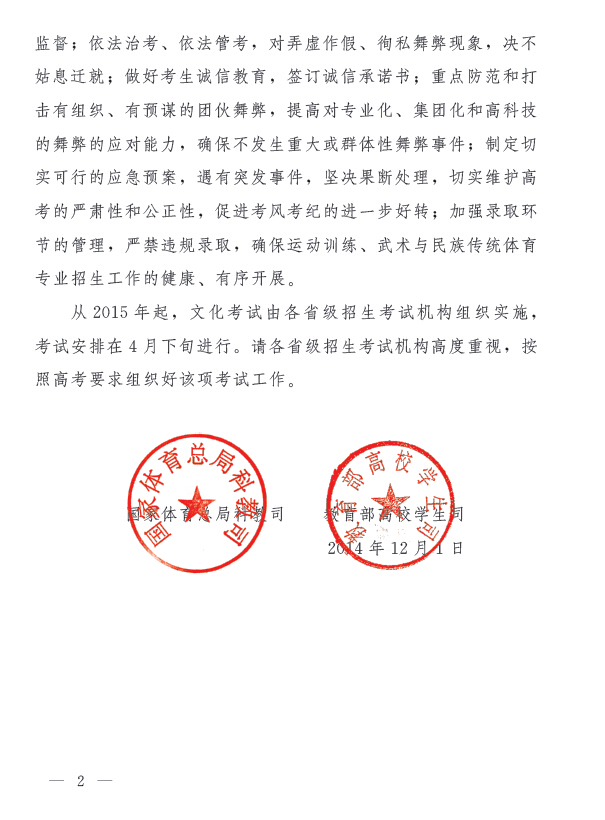 监督；依法治考、依法管考，对弄虚作假、徇私舞弊现象，决不
姑息迁就；做好考生诚信教育，签订诚信承诺书；重点防范和打
击有组织、有预谋的团伙舞弊，提高对专业化、集团化和高科技
的舞弊的应对能力，确保不发生重大或群体性舞弊事件；制定切
实可行的应急预案，遇有突发事件，坚决果断处理，切实维护高
考的严肃性和公正性，促进考风考纪的进一步好转；加强录取环
节的管理，严禁违规录取，确保运动训练、武术与民族传统体育
专业招生工作的健康、有序开展。
从 2015 年起，文化考试由各省级招生考试机构组织实施，
考试安排在 4 月下旬进行。请各省级招生考试机构高度重视，按
照高考要求组织好该项考试工作。
国家体育总局科教司
教育部高校学生司
国家体育总局科教司 教育部高校学生司
2014 年 12 月 1 日
— 2 —